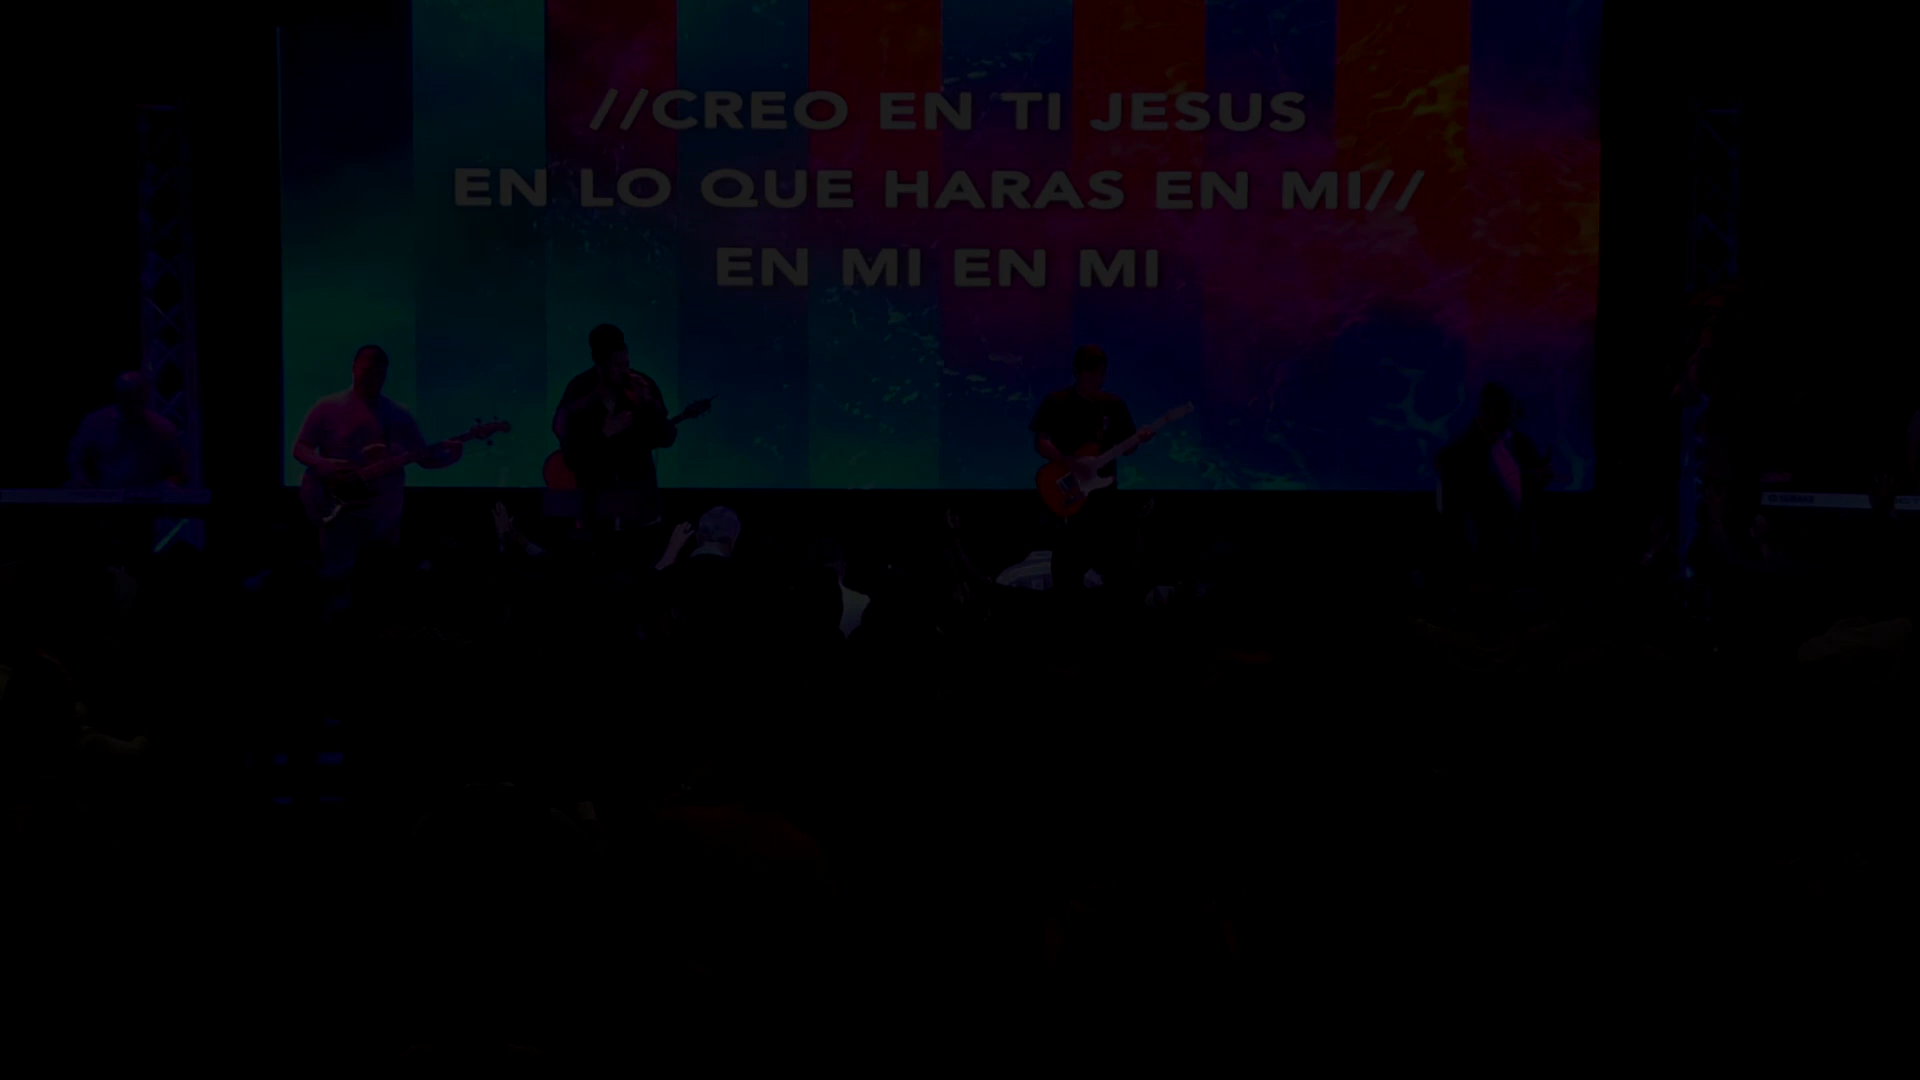 //CREO EN TI JESUS
EN LO QUE HARAS EN MI//
EN MI EN MI